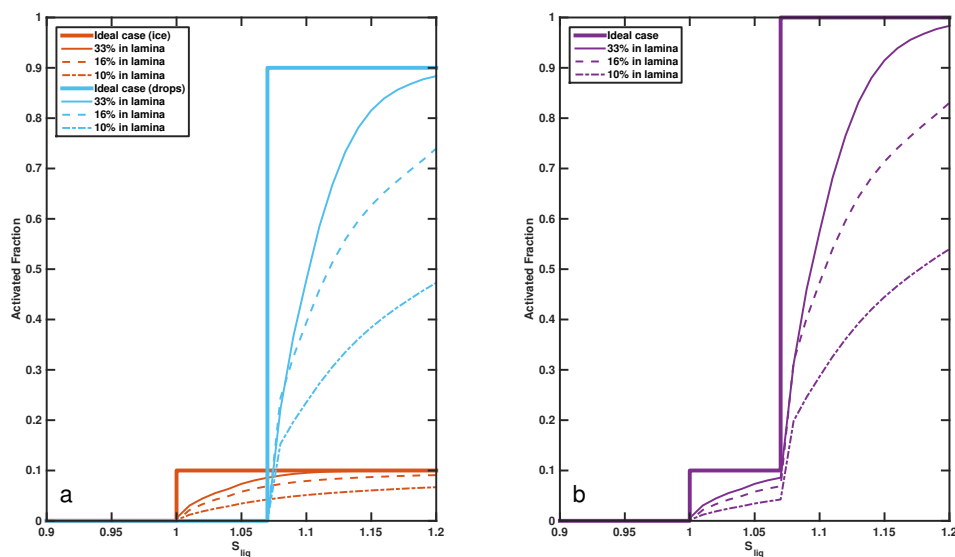 1
0.9
0.8
0.7
0.6
0.5
0.4
0.3
0.2
0.1
0
Activated Fraction
Ideal case (ice)
33% in lamina
16% in lamina
10% in lamina
Ideal case (drops)
33% in lamina
16% in lamina
10% in lamina
a
0.9 0.95 1 1.05 1.1 1.15 1.2
S_liq
1
0.9
0.8
0.7
0.6
0.5
0.4
0.3
0.2
0.1
0
Activated Fraction
Ideal case
33% in lamina
16% in lamina
10% in lamina
b
0.9 0.95 1 1.05 1.1 1.15 1.2
S_liq